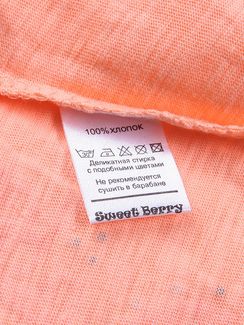 100% ХЛОПОК
Деликатная стирка
с подобными цветами
Не рекомендуется
сушить в барабане
Sweet Berry